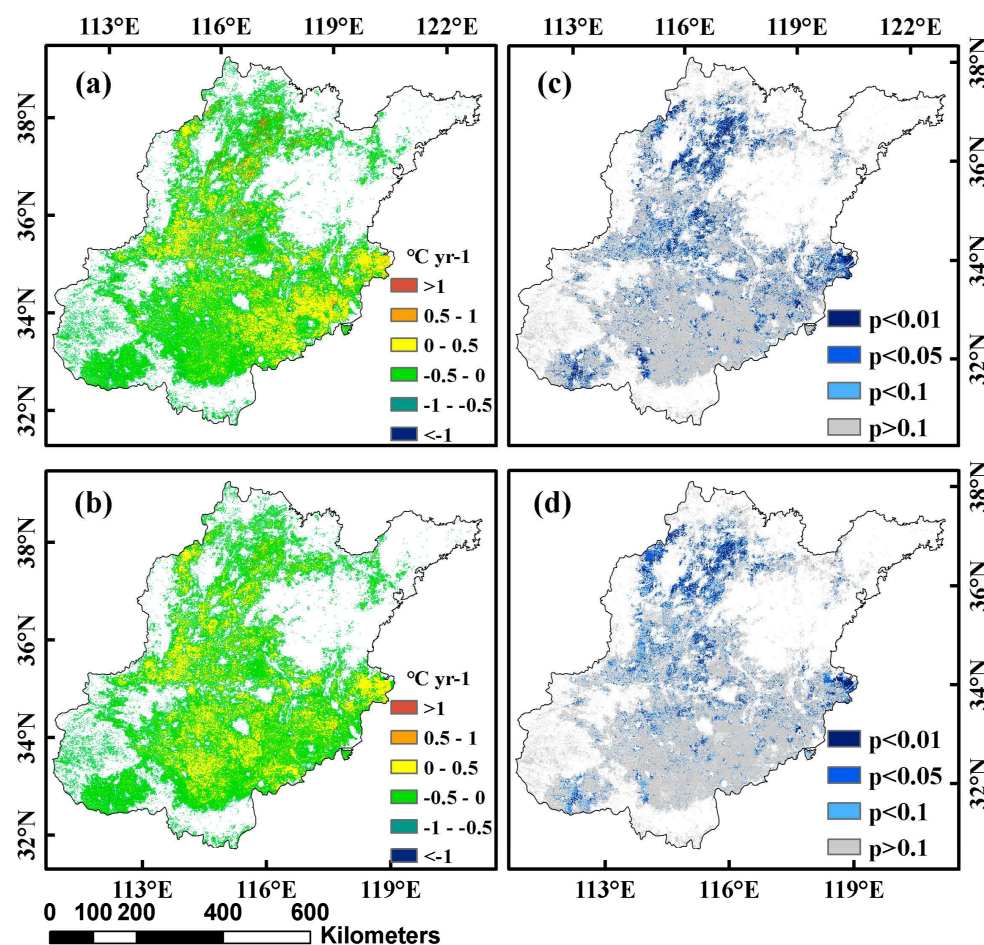 113°E 116°E 119°E 122°E 113°E 116°E 119°E 122°E
(a)
38°N
36°N
34°N
32°N
°C yr-1
>1
0.5 - 1
0 - 0.5
-0.5 - 0
-1 - -0.5
<-1
(c)
38°N
36°N
34°N
32°N
p<0.01
p<0.05
p<0.1
p>0.1
(b)
38°N
36°N
34°N
32°N
°C yr-1
>1
0.5 - 1
0 - 0.5
-0.5 - 0
-1 - -0.5
<-1
(d)
38°N
36°N
34°N
32°N
p<0.01
p<0.05
p<0.1
p>0.1
113°E 116°E 119°E 113°E 116°E 119°E
0 100 200 400 600
Kilometers